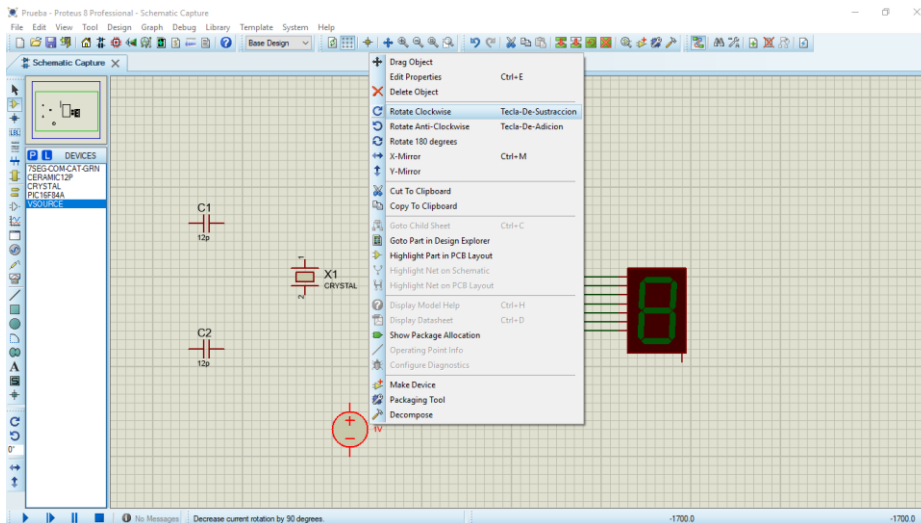 Prueba - Proteus 8 Professional - Schematic Capture
File Edit View Tool Design Graph Debug Library Template System Help
Base Design
Schematic Capture
Drag Object
Edit Properties Ctrl+E
Delete Object
Rotate Clockwise Tecla-De-Sustraccion
Rotate Anti-Clockwise Tecla-De-Adicion
Rotate 180 degrees
X-Mirror Ctrl+M
Y-Mirror
Cut To Clipboard
Copy To Clipboard
Goto Child Sheet Ctrl+C
Goto Part in Design Explorer
Highlight Part in PCB Layout
Highlight Net on Schematic
Highlight Net on PCB Layout
Display Model Help Ctrl+H
Display Datasheet Ctrl+D
Show Package Allocation
Operating Point Info
Configure Diagnostics
Make Device
Packaging Tool
Decompose
P L DEVICES
7SEG-COM-CAT-GRN
CERAMIC12P
CRYSTAL
PIC16F84A
VSOURCE
C1
12p
1
X1
CRYSTAL
2
C2
12p
1V
0°
No Messages Decrease current rotation by 90 degrees. -1700.0 -1700.0